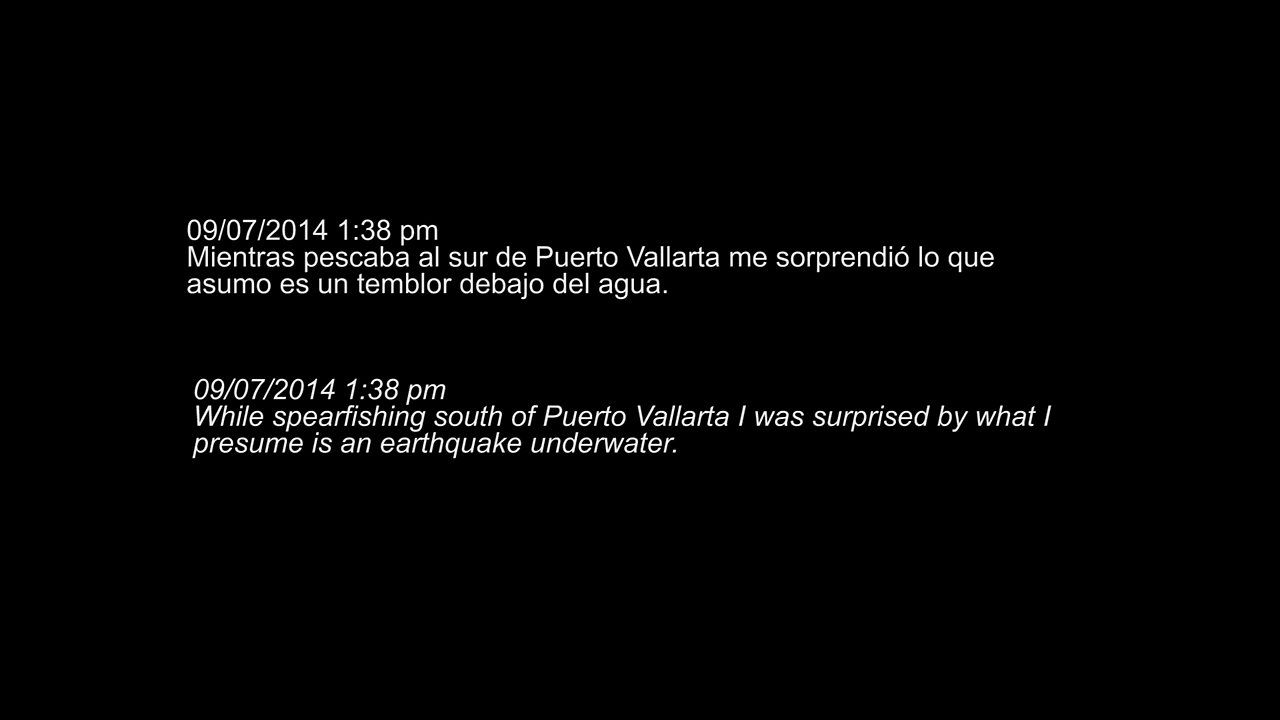 09/07/2014 1:38 pm
Mientras pescaba al sur de Puerto Vallarta me sorprendió lo que
asumo es un temblor debajo del agua.
09/07/2014 1:38 pm
While spearfishing south of Puerto Vallarta I was surprised by what I
presume is an earthquake underwater.